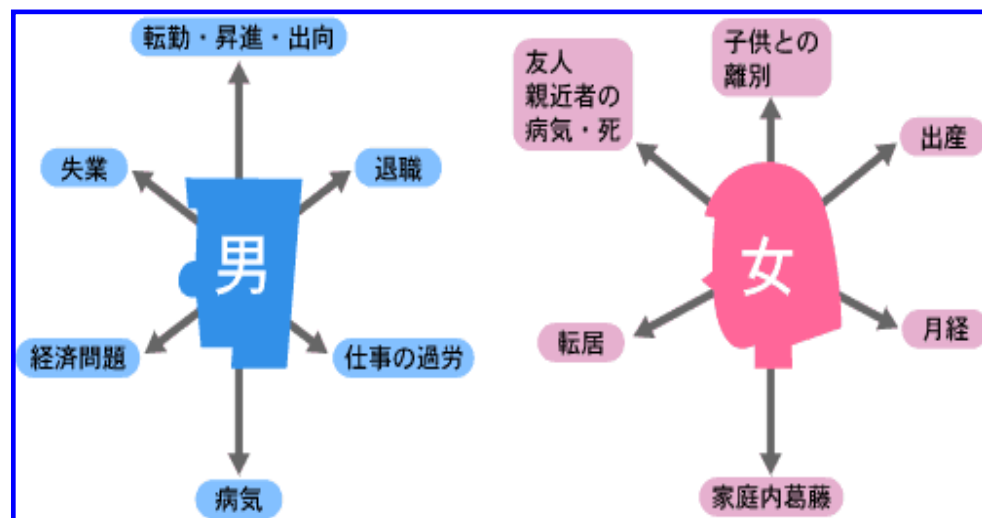 転勤・昇進・出向
失業
退職
男
経済問題
仕事の過労
病気
子供との
離別
友人
親近者の
病気・死
出産
女
転居
月経
家庭内葛藤